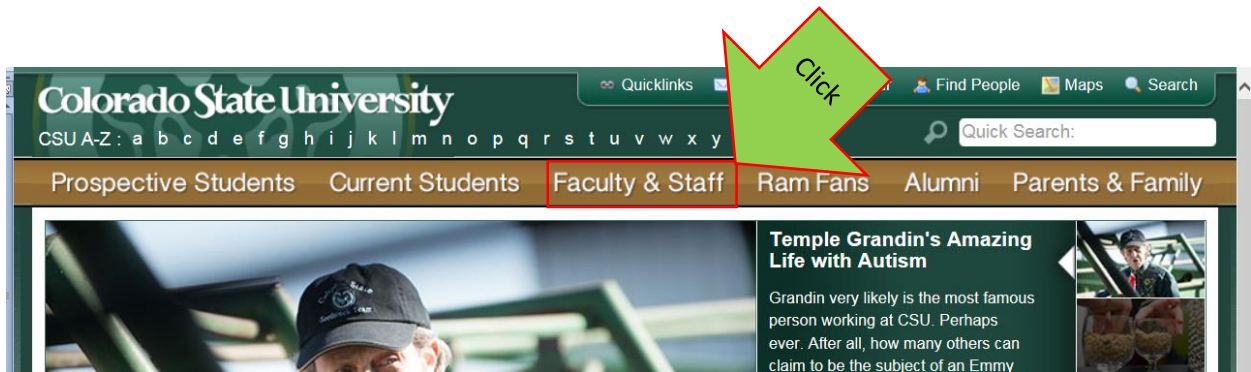 Click
Quicklinks
Find People
Maps
Search
Colorado State University
CSU A-Z : a b c d e f g h i j k l m n o p q r s t u v w x y
Quick Search:
Prospective Students Current Students Faculty & Staff Ram Fans Alumni Parents & Family
Temple Grandin's Amazing
Life with Autism
Grandin very likely is the most famous
person working at CSU. Perhaps
ever. After all, how many others can
claim to be the subject of an Emmy